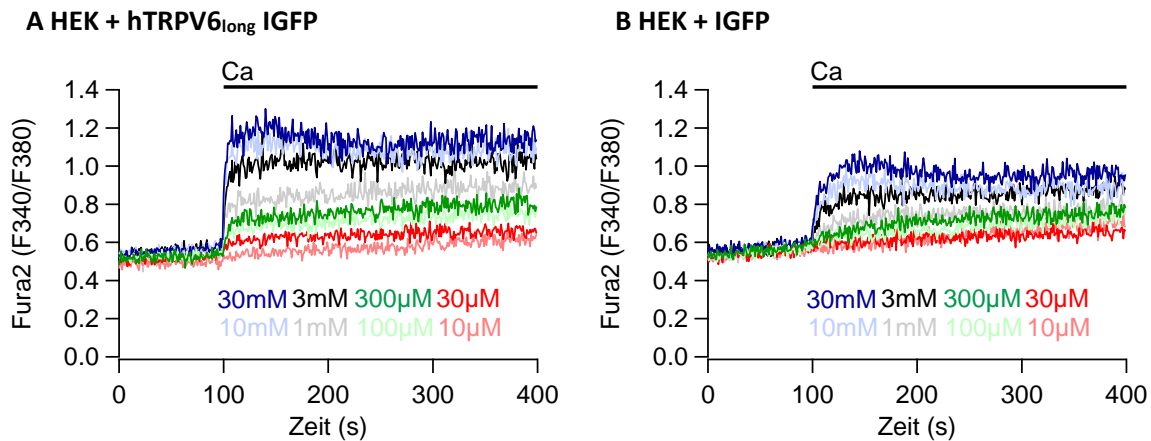 A HEK + hTRPV6long IGFP
Ca
1.4
1.2
1.0
0.8
0.6
0.4
0.2
0.0
Fura2 (F340/F380)
30mM 3mM 300µM 30µM
10mM 1mM 100µM 10µM
0 100 200 300 400
Zeit (s)
B HEK + IGFP
Ca
1.4
1.2
1.0
0.8
0.6
0.4
0.2
0.0
Fura2 (F340/F380)
30mM 3mM 300µM 30µM
10mM 1mM 100µM 10µM
0 100 200 300 400
Zeit (s)